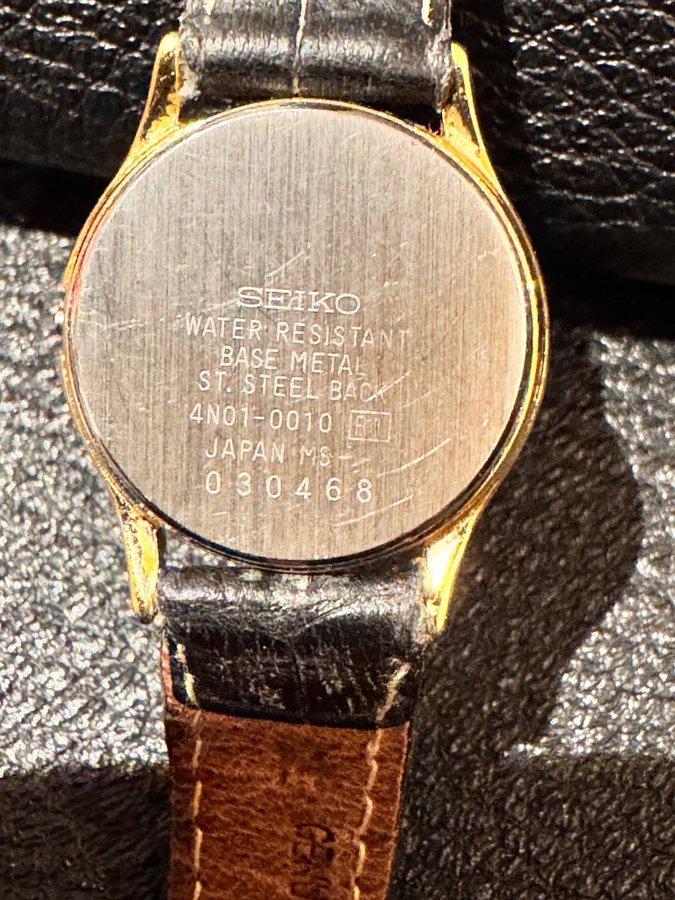 SEIKO
WATER RESISTANT
BASE METAL
ST. STEEL BACK
4N01-0010
JAPAN MS
030468